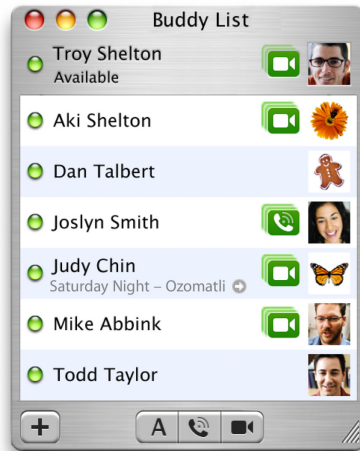 Buddy List
Troy Shelton
Available
Aki Shelton
Dan Talbert
Joslyn Smith
Judy Chin
Saturday Night – Ozomatli
Mike Abbink
Todd Taylor
A